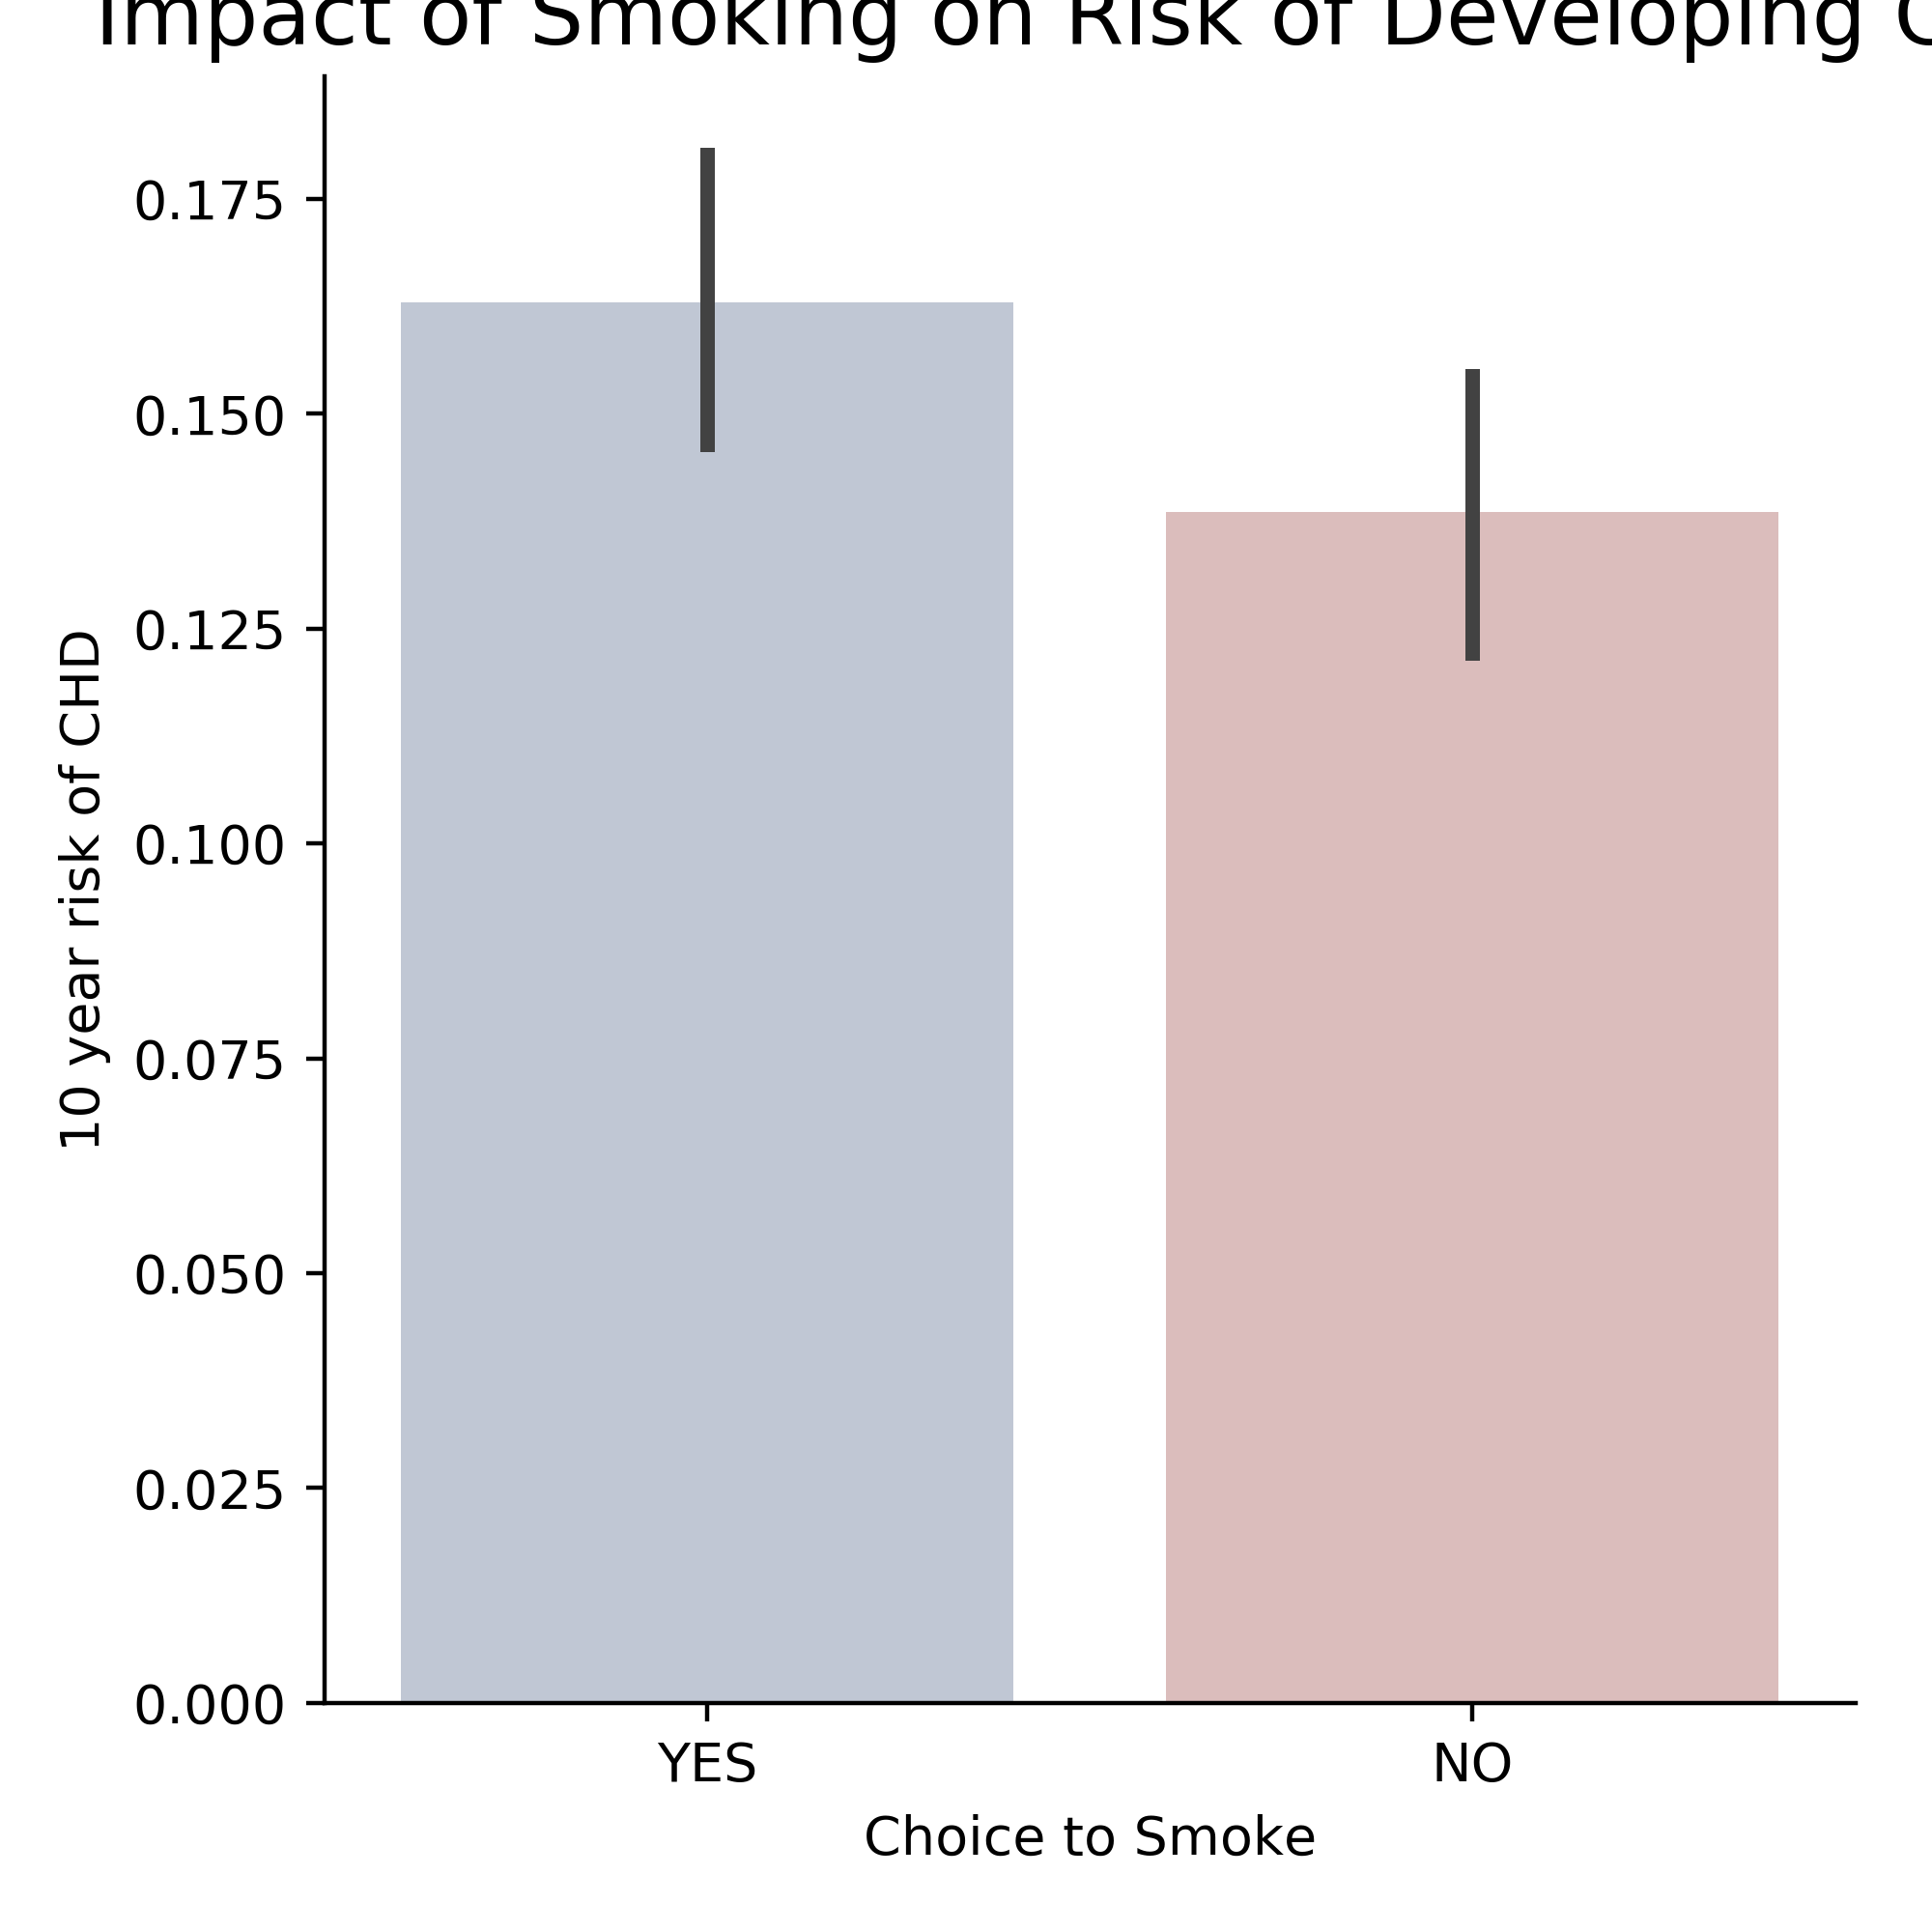 Impact of Smoking on Risk of Developing
0.175
0.150
0.125
0.100
0.075
0.050
0.025
0.000
10 year risk of CHD
YES
NO
Choice to Smoke